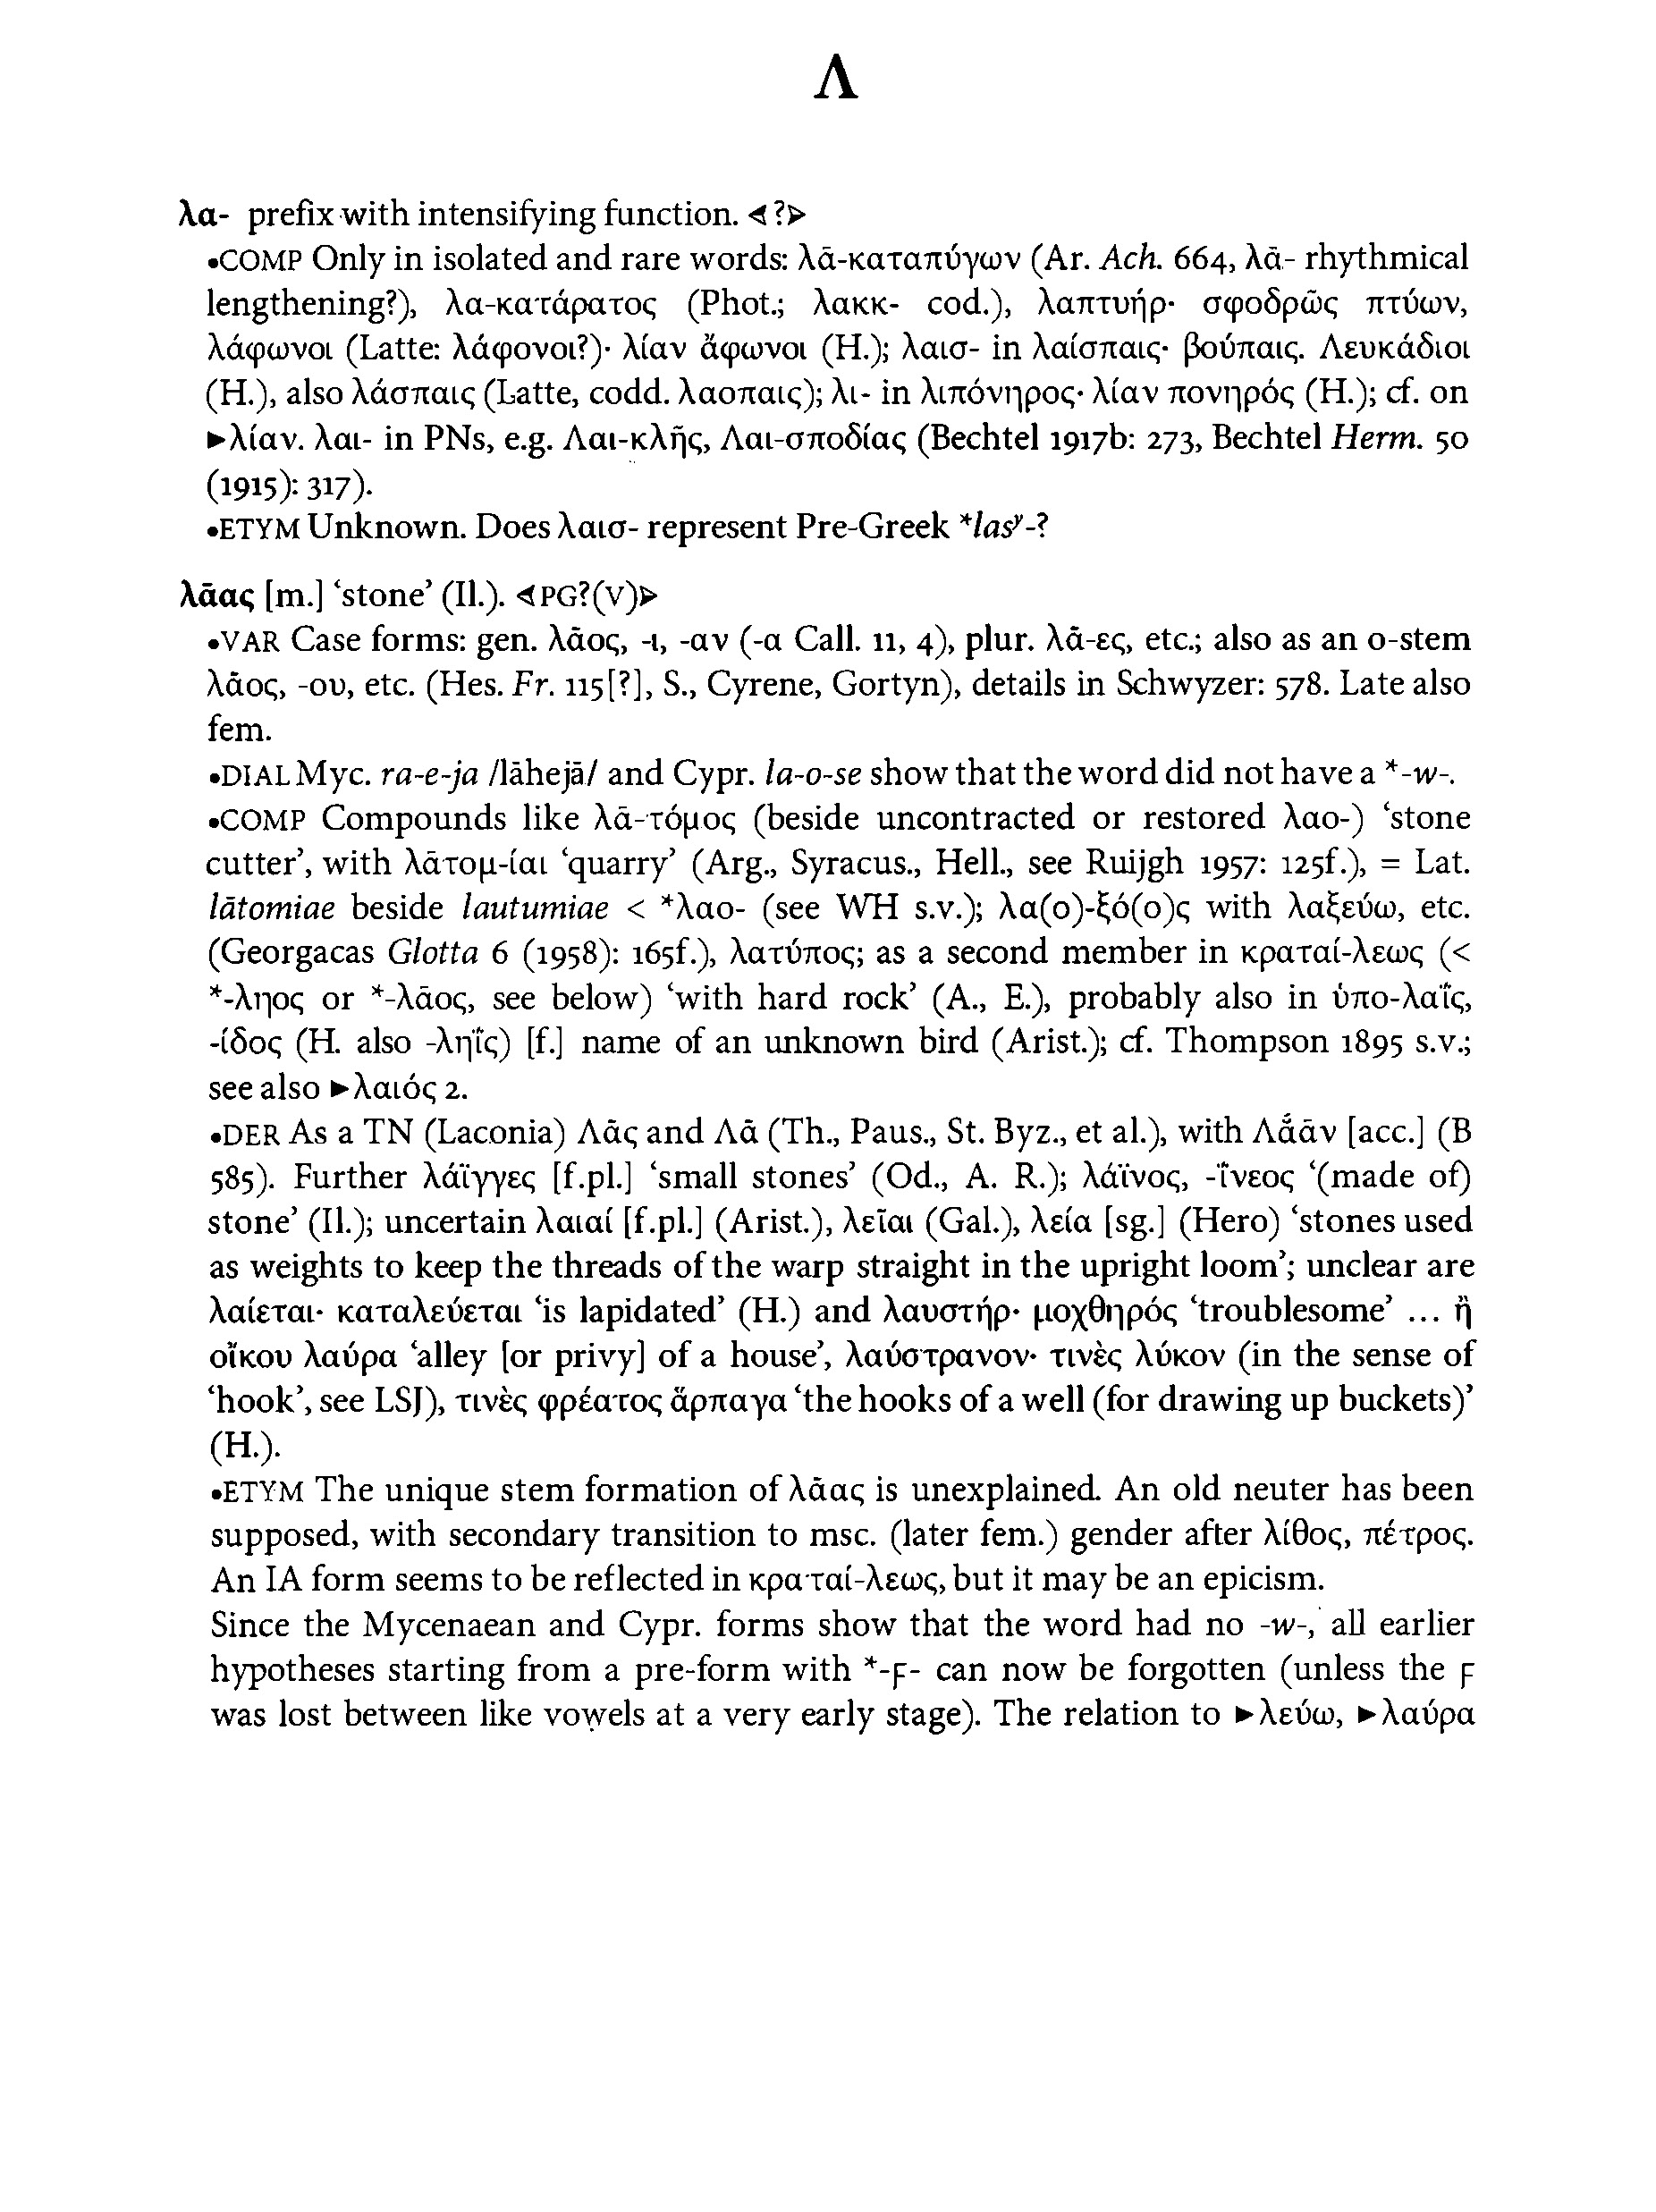 Λ
λα- prefix with intensifying function. ⊲?⊳
•COMP Only in isolated and rare words: λᾱ-καταπύγων (Ar. Ach. 664, λᾱ- rhythmical
lengthening?), λα-κατάρατος (Phot.; λακκ- cod.), λαπτυήρ· σφοδρῶς πτύων,
λάφωνοι (Latte: λάφονοι?)· λίαν ἄφωνοι (H.); λαισ- in λαίσπαις· βούπαις. Λευκάδιοι
(H.), also λάσπαις (Latte, codd. λαοπαις); λι- in λιπόνηρος· λίαν πονηρός (H.); cf. on
►λίαν. λαι- in PNs, e.g. Λαι-κλῆς, Λαι-σποδίας (Bechtel 1917b: 273, Bechtel Herm. 50
(1915): 317).
•ETYM Unknown. Does λαισ- represent Pre-Greek *lasʸ-?
λᾶας [m.] ‘stone’ (Il.). ⊲PG?(V)⊳
•VAR Case forms: gen. λᾶος, -ι, -αν (-α Call. 11, 4), plur. λᾶ-ες, etc.; also as an o-stem
λᾶος, -ου, etc. (Hes. Fr. 115[?], S., Cyrene, Gortyn), details in Schwyzer: 578. Late also
fem.
•DIAL Myc. ra-e-ja /lāhejā/ and Cypr. la-o-se show that the word did not have a *-w-.
•COMP Compounds like λᾱ-τόμος (beside uncontracted or restored λαο-) ‘stone
cutter’, with λᾱτομ-ίαι ‘quarry’ (Arg., Syracus., Hell., see Ruijgh 1957: 125f.), = Lat.
lātomiae beside lautumiae < *λαο- (see WH s.v.); λα(ο)-ξό(ο)ς with λαξεύω, etc.
(Georgacas Glotta 6 (1958): 165f.), λατύπος; as a second member in κραταί-λεως (<
*-ληος or *-λᾶος, see below) ‘with hard rock’ (A., E.), probably also in ὑπο-λαΐς,
-ίδος (H. also -ληΐς) [f.] name of an unknown bird (Arist.); cf. Thompson 1895 s.v.;
see also ►λαιός 2.
•DER As a TN (Laconia) Λᾶς and Λᾶ (Th., Paus., St. Byz., et al.), with Λᾱ́ᾱν [acc.] (B
585). Further λάϊγγες [f.pl.] ‘small stones’ (Od., A. R.); λάϊνος, -ΐνεος ‘(made of)
stone’ (Il.); uncertain λαιαί [f.pl.] (Arist.), λεῖαι (Gal.), λεία [sg.] (Hero) ‘stones used
as weights to keep the threads of the warp straight in the upright loom’; unclear are
λαίεται· καταλεύεται ‘is lapidated’ (H.) and λαυστήρ· μοχθηρός ‘troublesome’ ... ἢ
οἴκου λαύρα ‘alley [or privy] of a house’, λαύστρανον· τινὲς λύκον (in the sense of
‘hook’, see LSJ), τινὲς φρέατος ἅρπαγα ‘the hooks of a well (for drawing up buckets)’
(H.).
•ETYM The unique stem formation of λᾶας is unexplained. An old neuter has been
supposed, with secondary transition to msc. (later fem.) gender after λίθος, πέτρος.
An IA form seems to be reflected in κραταί-λεως, but it may be an epicism.
Since the Mycenaean and Cypr. forms show that the word had no -w-, all earlier
hypotheses starting from a pre-form with *-ϝ- can now be forgotten (unless the ϝ
was lost between like vowels at a very early stage). The relation to ►λεύω, ►λαύρα